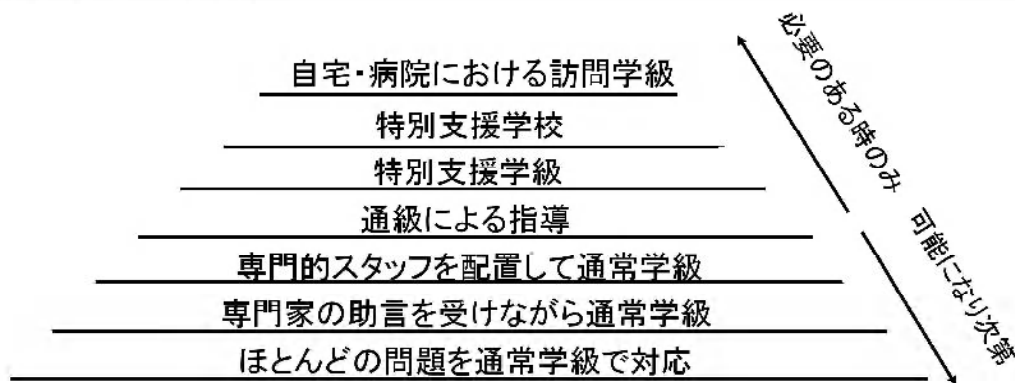 自宅・病院における訪問学級
特別支援学校
特別支援学級
通級による指導
専門的スタッフを配置して通常学級
専門家の助言を受けながら通常学級
ほとんどの問題を通常学級で対応
必要のある時のみ
可能になり次第